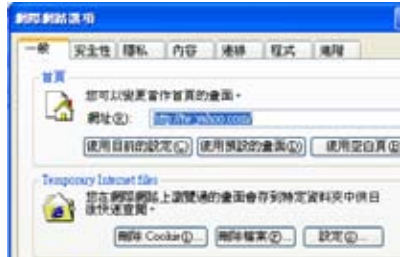 網際網路選項
一般 安全性 隱私 內容 連線 程式 進階
首頁
您可以變更當作首頁的畫面。
網址(R): http://tw.yahoo.com/
使用目前的設定(C) 使用預設的畫面(D) 使用空白頁(B
Temporary Internet files
您在網際網路上瀏覽過的畫面會存到特定資料夾中供日
後快速查閱。
刪除 Cookie(I)... 刪除檔案(F)... 設定(S)...